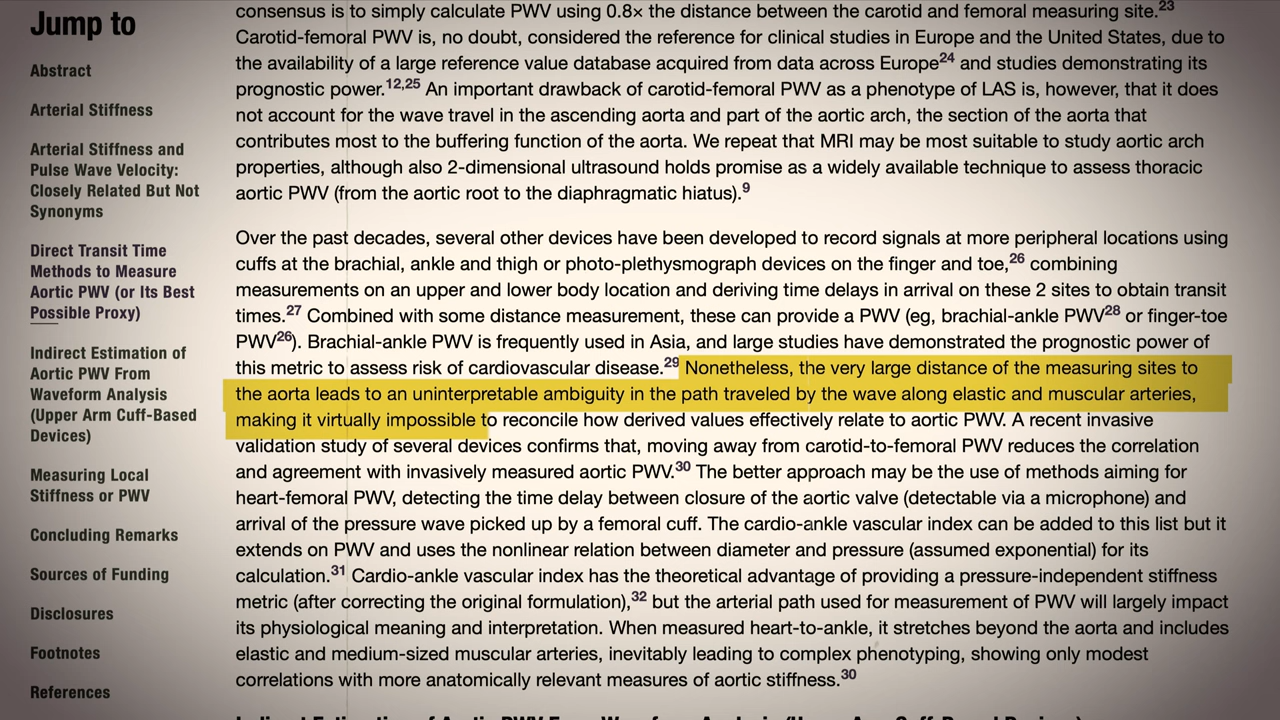 Jump to
Abstract
Arterial Stiffness
Arterial Stiffness and
Pulse Wave Velocity:
Closely Related But Not
Synonyms
Direct Transit Time
Methods to Measure
Aortic PWV (or Its Best
Possible Proxy)
Indirect Estimation of
Aortic PWV From
Waveform Analysis
(Upper Arm Cuff-Based
Devices)
Measuring Local
Stiffness or PWV
Concluding Remarks
Sources of Funding
Disclosures
Footnotes
References
consensus is to simply calculate PWV using 0.8× the distance between the carotid and femoral measuring site.23
Carotid-femoral PWV is, no doubt, considered the reference for clinical studies in Europe and the United States, due to
the availability of a large reference value database acquired from data across Europe24 and studies demonstrating its
prognostic power.12,25 An important drawback of carotid-femoral PWV as a phenotype of LAS is, however, that it does
not account for the wave travel in the ascending aorta and part of the aortic arch, the section of the aorta that
contributes most to the buffering function of the aorta. We repeat that MRI may be most suitable to study aortic arch
properties, although also 2-dimensional ultrasound holds promise as a widely available technique to assess thoracic
aortic PWV (from the aortic root to the diaphragmatic hiatus).9
Over the past decades, several other devices have been developed to record signals at more peripheral locations using
cuffs at the brachial, ankle and thigh or photo-plethysmograph devices on the finger and toe,26 combining
measurements on an upper and lower body location and deriving time delays in arrival on these 2 sites to obtain transit
times.27 Combined with some distance measurement, these can provide a PWV (eg, brachial-ankle PWV28 or finger-toe
PWV26). Brachial-ankle PWV is frequently used in Asia, and large studies have demonstrated the prognostic power of
this metric to assess risk of cardiovascular disease.29 Nonetheless, the very large distance of the measuring sites to
the aorta leads to an uninterpretable ambiguity in the path traveled by the wave along elastic and muscular arteries,
making it virtually impossible to reconcile how derived values effectively relate to aortic PWV. A recent invasive
validation study of several devices confirms that, moving away from carotid-to-femoral PWV reduces the correlation
and agreement with invasively measured aortic PWV.30 The better approach may be the use of methods aiming for
heart-femoral PWV, detecting the time delay between closure of the aortic valve (detectable via a microphone) and
arrival of the pressure wave picked up by a femoral cuff. The cardio-ankle vascular index can be added to this list but it
extends on PWV and uses the nonlinear relation between diameter and pressure (assumed exponential) for its
calculation.31 Cardio-ankle vascular index has the theoretical advantage of providing a pressure-independent stiffness
metric (after correcting the original formulation),32 but the arterial path used for measurement of PWV will largely impact
its physiological meaning and interpretation. When measured heart-to-ankle, it stretches beyond the aorta and includes
elastic and medium-sized muscular arteries, inevitably leading to complex phenotyping, showing only modest
correlations with more anatomically relevant measures of aortic stiffness.30
Indirect Estimation of Aortic PWV From Waveform Analysis (Upper Arm Cuff-Based Devices)